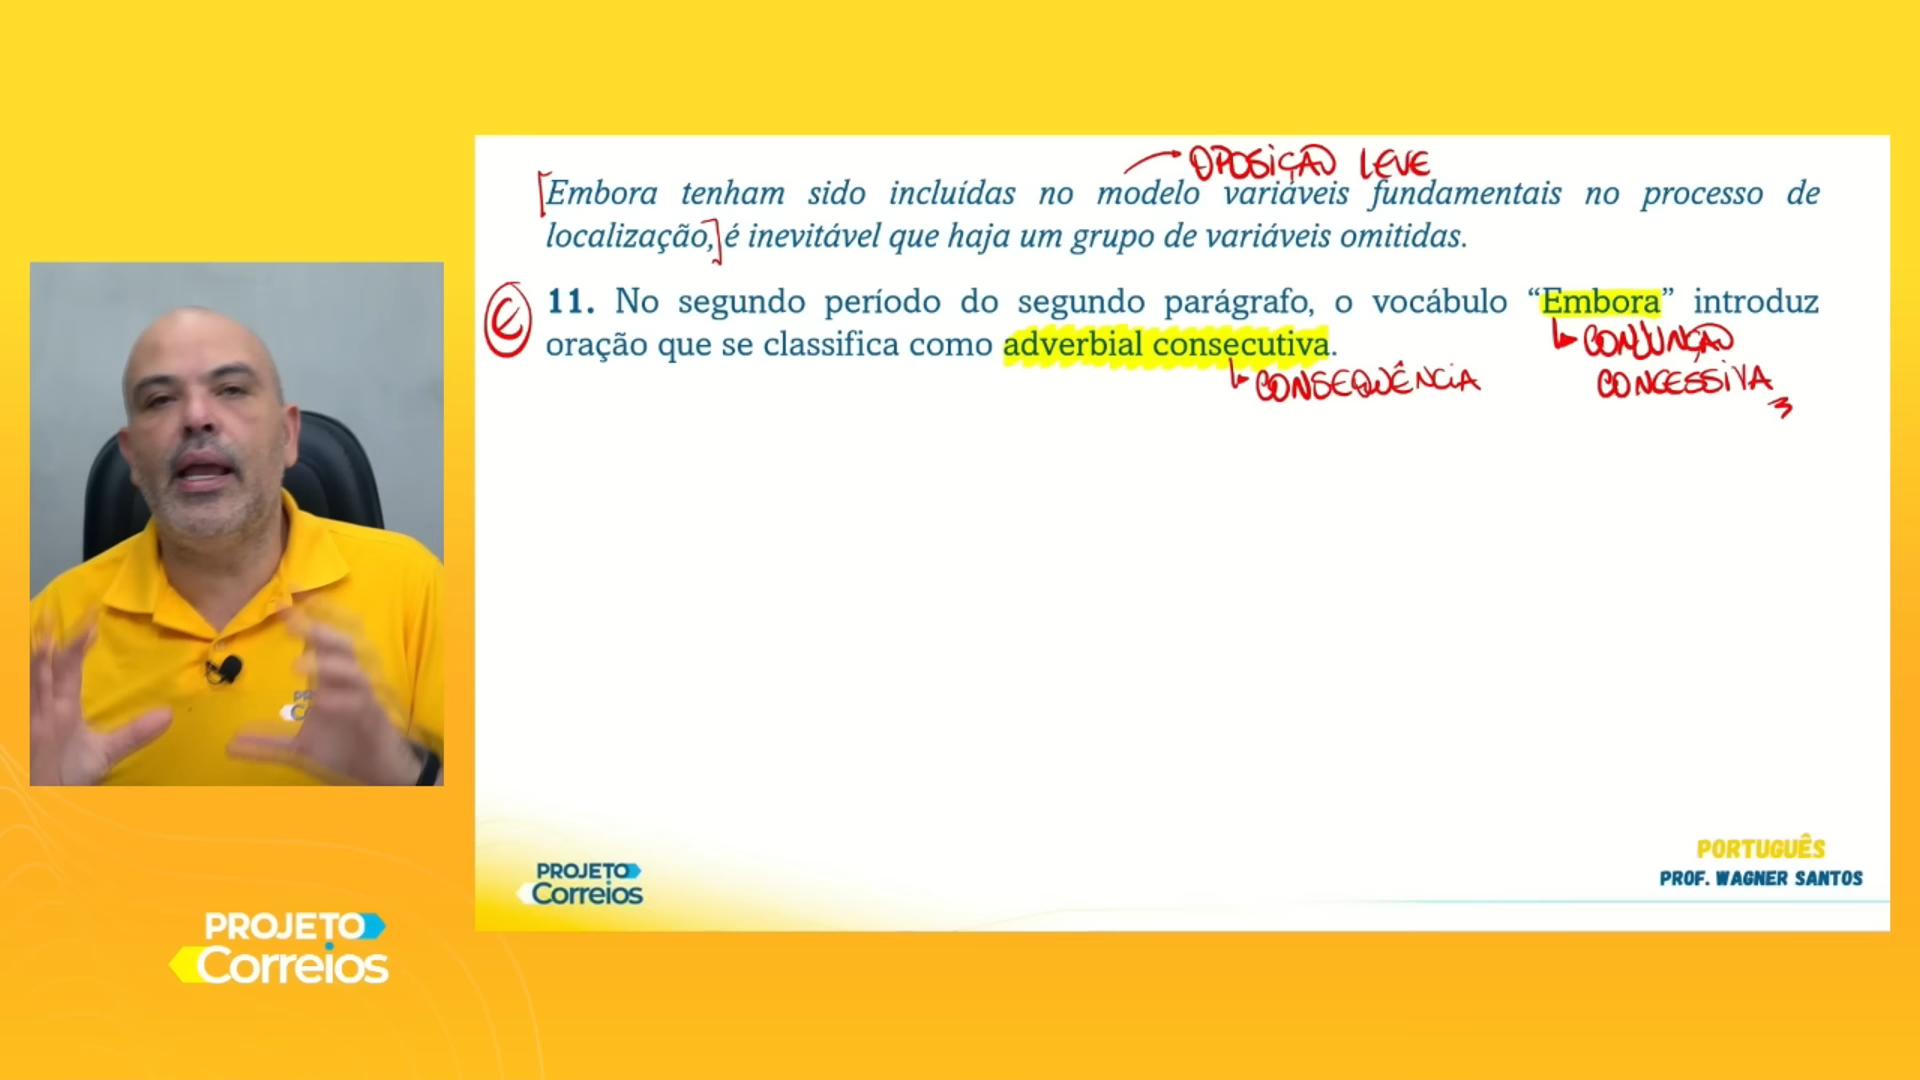 OPOSIÇÃO LEVE
Embora tenham sido incluídas no modelo variáveis fundamentais no processo de
localização, é inevitável que haja um grupo de variáveis omitidas.
E 11. No segundo período do segundo parágrafo, o vocábulo “Embora” introduz
oração que se classifica como adverbial consecutiva.
CONJUNÇÃO
CONCESSIVA
CONSEQUÊNCIA
PROJETO
Correios
PORTUGUÊS
PROF. WAGNER SANTOS
PROJETO
Correios